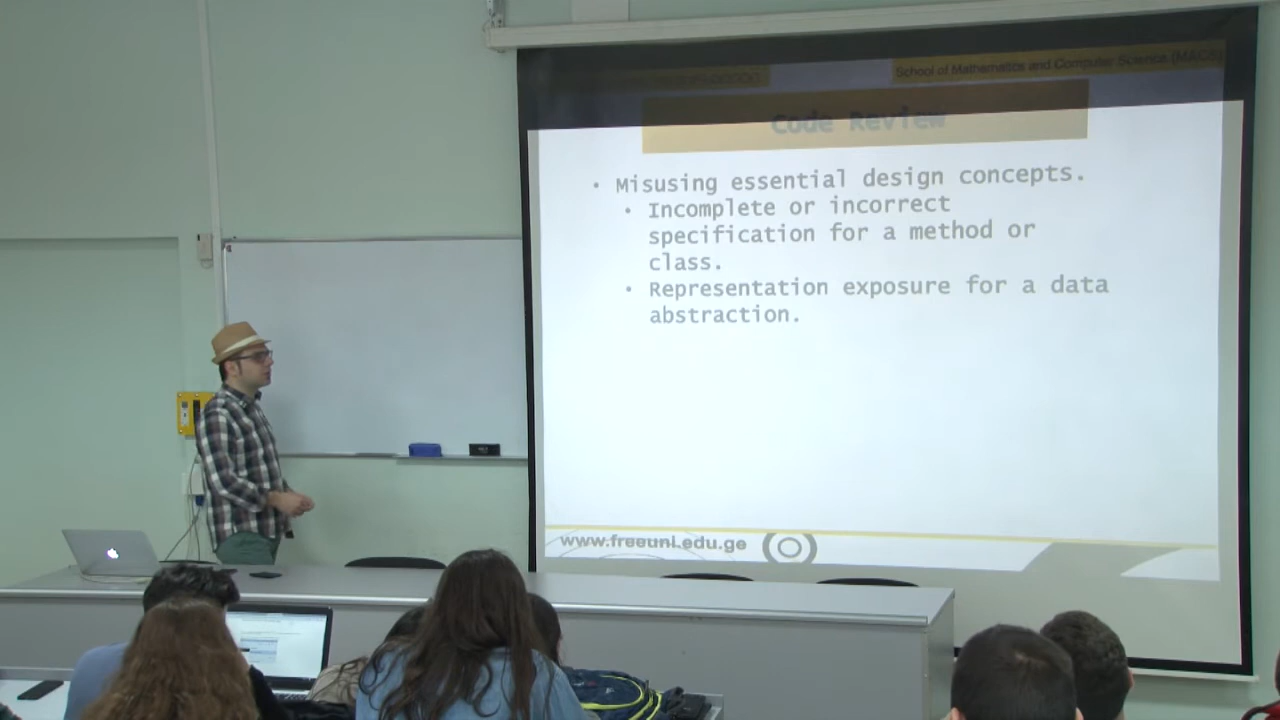 School of Mathematics and Computer Science (MACS)
Code Review
• Misusing essential design concepts.
• Incomplete or incorrect
specification for a method or
class.
• Representation exposure for a data
abstraction.
www.freeuni.edu.ge